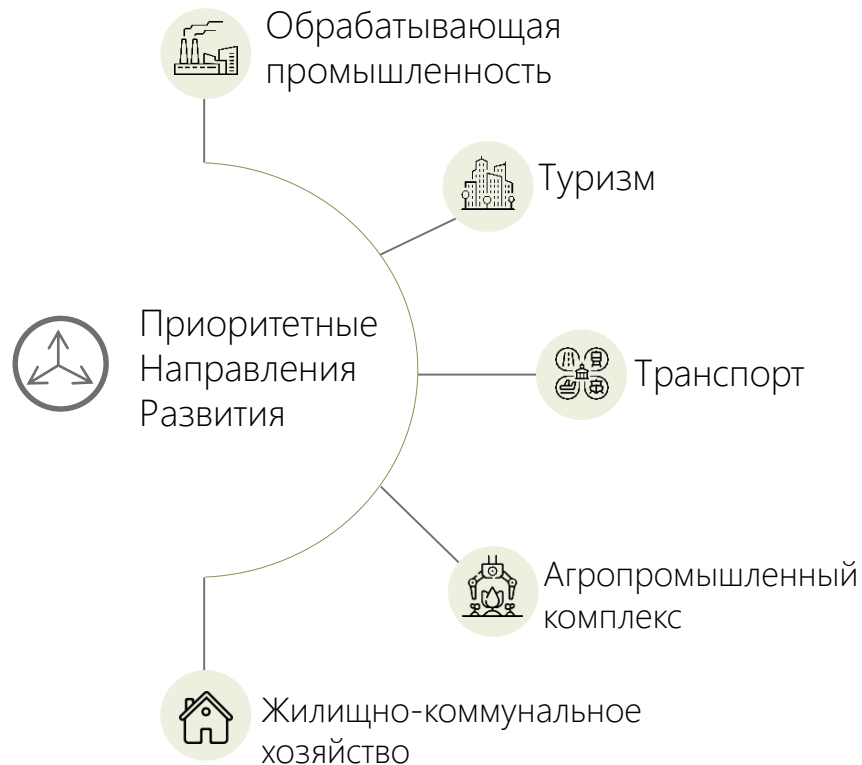 Обрабатывающая
промышленность
Туризм
Приоритетные
Направления
Развития
Транспорт
Агропромышленный
комплекс
Жилищно-коммунальное
хозяйство